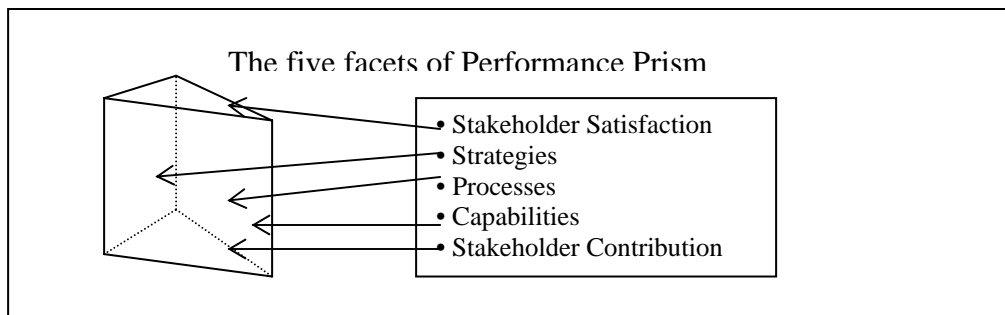 The five facets of Performance Prism
• Stakeholder Satisfaction
• Strategies
• Processes
• Capabilities
• Stakeholder Contribution